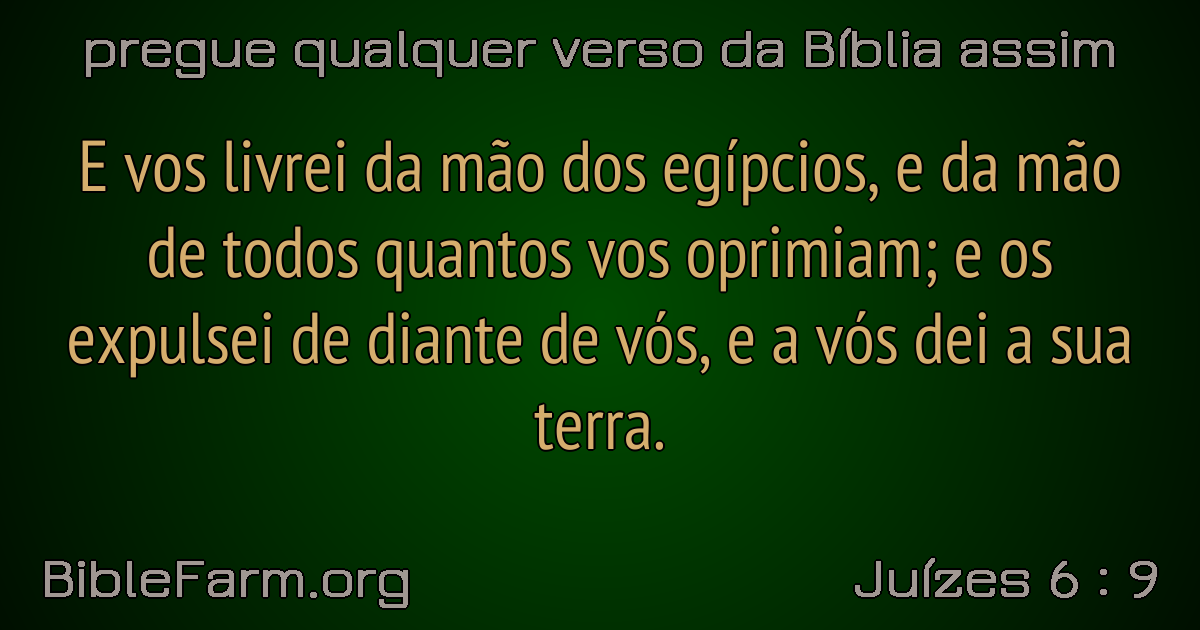 pregue qualquer verso da Bíblia assim
E vos livrei da mão dos egípcios, e da mão
de todos quantos vos oprimiam; e os
expulsei de diante de vós, e a vós dei a sua
terra.
BibleFarm.org
Juízes 6 : 9